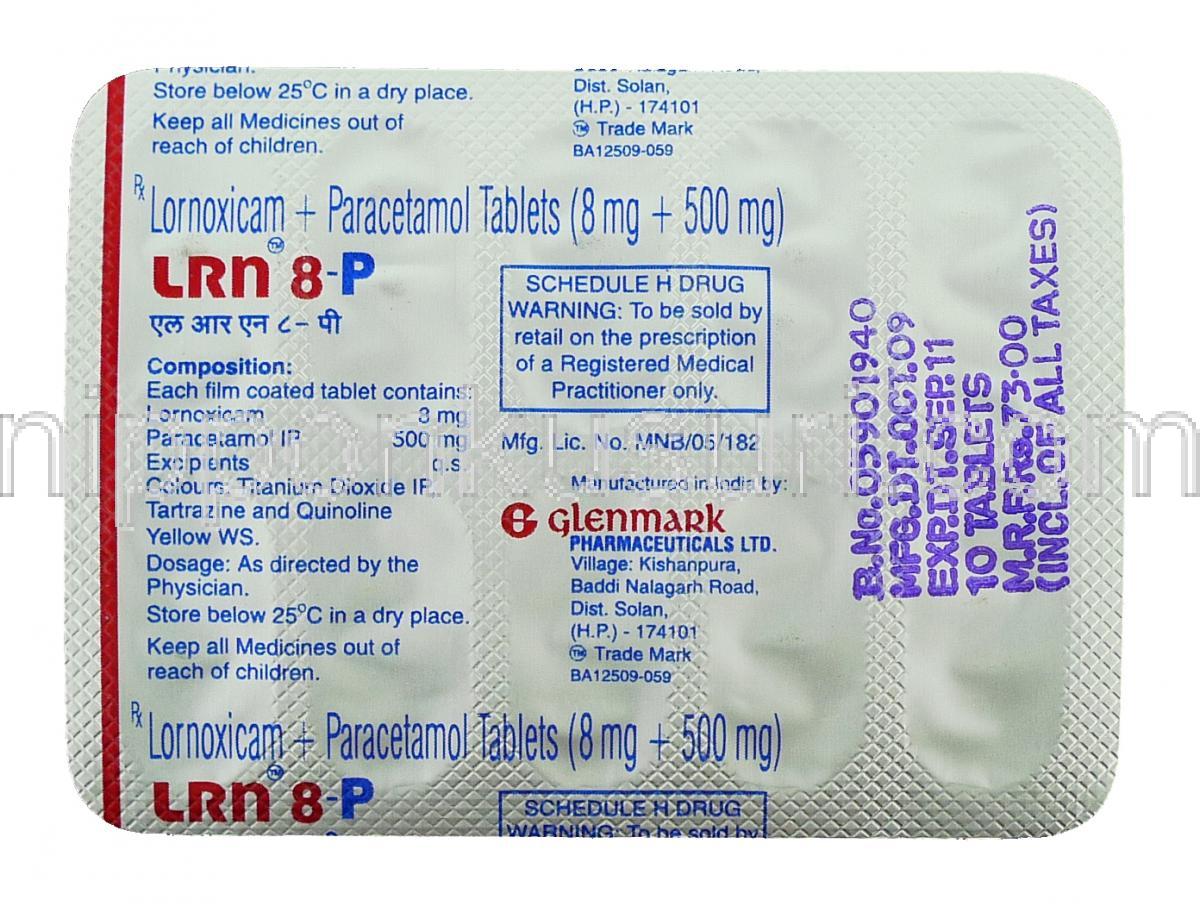 Physician.
Store below 25°C in a dry place.
Keep all Medicines out of
reach of children.
Dist. Solan,
(H.P.) - 174101
TM Trade Mark
BA12509-059
Rx Lornoxicam + Paracetamol Tablets (8 mg + 500 mg)
LRn™ 8-P
एल आर एन ८- पी
Composition:
Each film coated tablet contains:
Lornoxicam 8 mg
Paracetamol IP 500 mg
Excipients q.s.
Colours: Titanium Dioxide IP,
Tartrazine and Quinoline
Yellow WS.
Dosage: As directed by the
Physician.
Store below 25°C in a dry place.
Keep all Medicines out of
reach of children.
SCHEDULE H DRUG
WARNING: To be sold by
retail on the prescription
of a Registered Medical
Practitioner only.
Mfg. Lic. No. MNB/05/182
Manufactured in India by:
G GLENMARK
PHARMACEUTICALS LTD.
Village: Kishanpura,
Baddi Nalagarh Road,
Dist. Solan,
(H.P.) - 174101
TM Trade Mark
BA12509-059
B.No.05901940
MFG.DT.OCT.09
EXP.DT.SEP.11
10 TABLETS
M.R.P.Rs.73.00
(INCL.OF ALL TAXES)
Rx Lornoxicam + Paracetamol Tablets (8 mg + 500 mg)
LRn™ 8-P
SCHEDULE H DRUG
WARNING: To be sold by
nipponkusuri.com